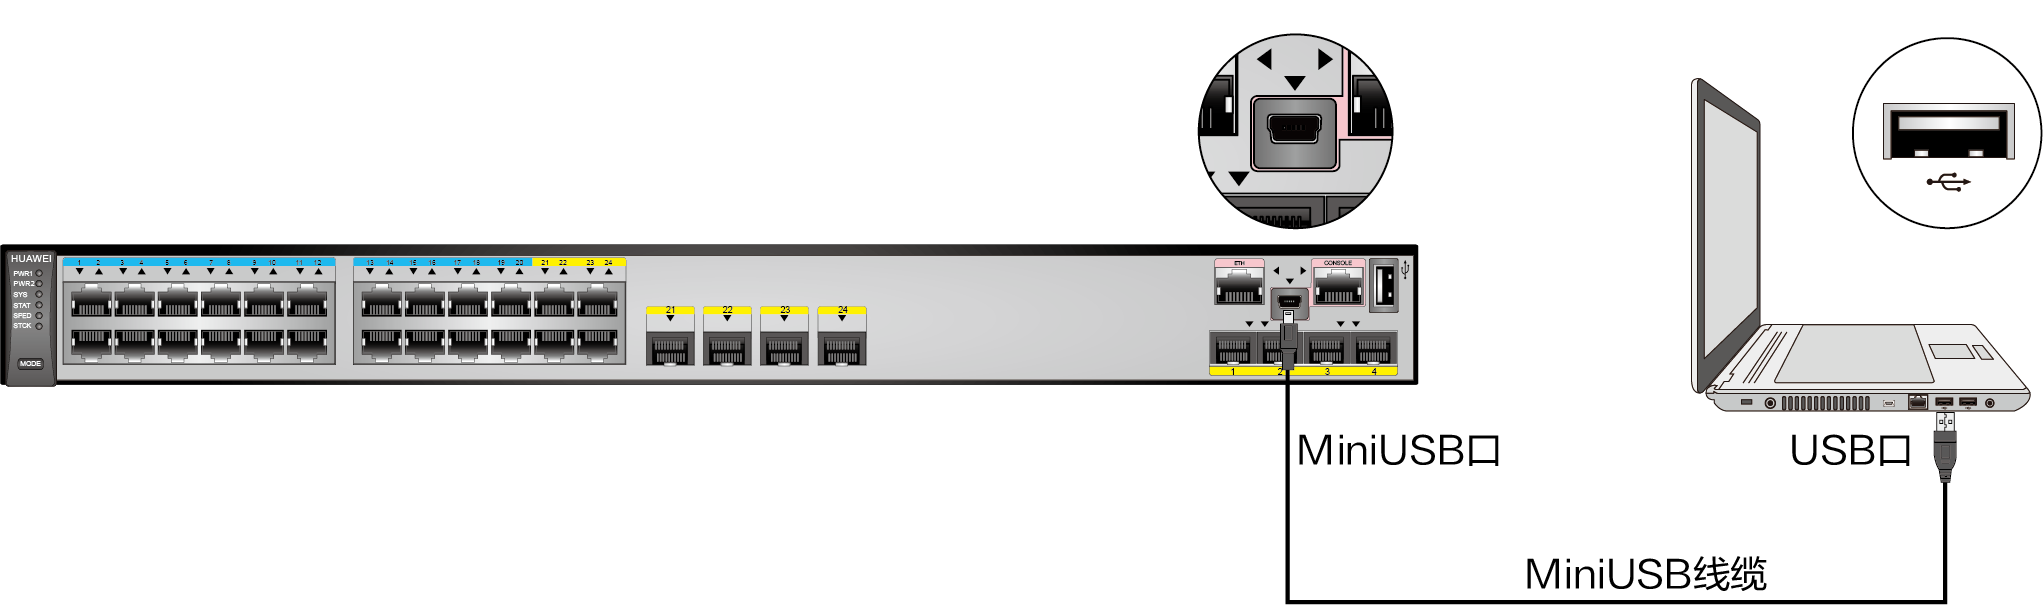 HUAWEI
PWR1
PWR2
SYS
STAT
SPED
STCK
MODE
1 2 3 4 5 6 7 8 9 10 11 12
13 14 15 16 17 18 19 20 21 22 23 24
21 22 23 24
ETH
CONSOLE
1 2 3 4
MiniUSB口
USB口
MiniUSB线缆